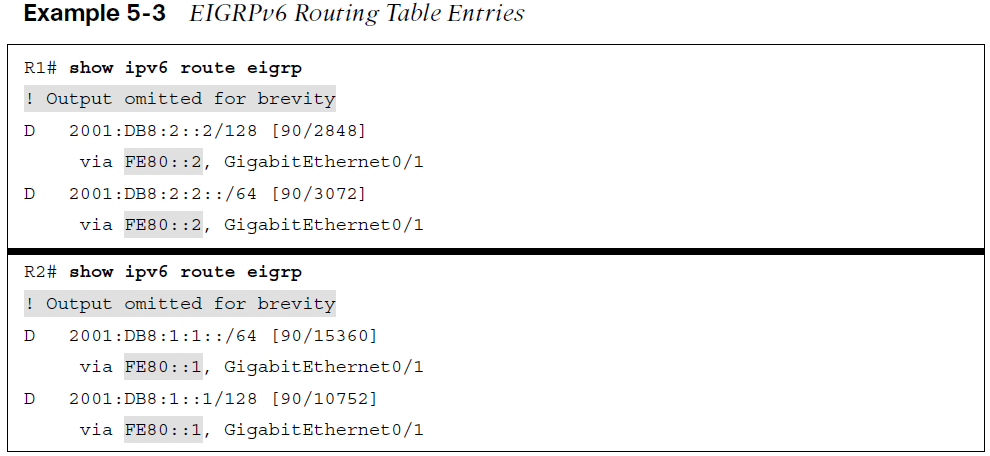 Example 5-3 EIGRPv6 Routing Table Entries
R1# show ipv6 route eigrp
! Output omitted for brevity
D 2001:DB8:2::2/128 [90/2848]
via FE80::2, GigabitEthernet0/1
D 2001:DB8:2:2::/64 [90/3072]
via FE80::2, GigabitEthernet0/1
R2# show ipv6 route eigrp
! Output omitted for brevity
D 2001:DB8:1:1::/64 [90/15360]
via FE80::1, GigabitEthernet0/1
D 2001:DB8:1::1/128 [90/10752]
via FE80::1, GigabitEthernet0/1